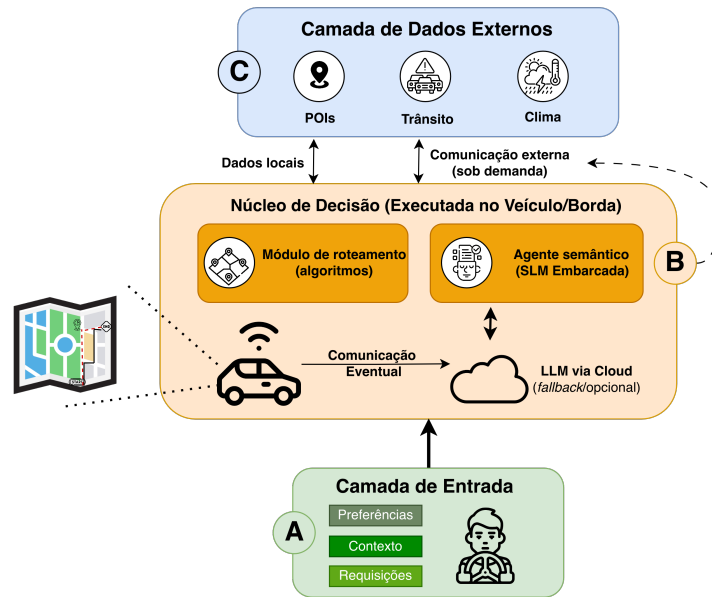 Camada de Dados Externos
C
POIs
Trânsito
Clima
Dados locais
Comunicação externa
(sob demanda)
Núcleo de Decisão (Executada no Veículo/Borda)
Módulo de roteamento
(algoritmos)
Agente semântico
(SLM Embarcada)
B
Comunicação
Eventual
LLM via Cloud
(fallback/opcional)
Camada de Entrada
A
Preferências
Contexto
Requisições